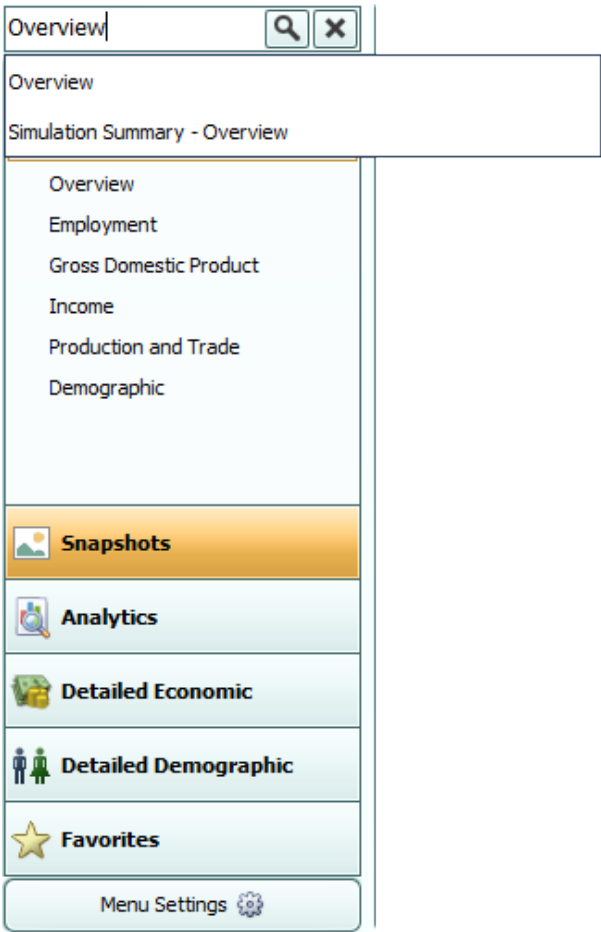 Overview
Overview
Simulation Summary - Overview
Overview
Employment
Gross Domestic Product
Income
Production and Trade
Demographic
Snapshots
Analytics
Detailed Economic
Detailed Demographic
Favorites
Menu Settings